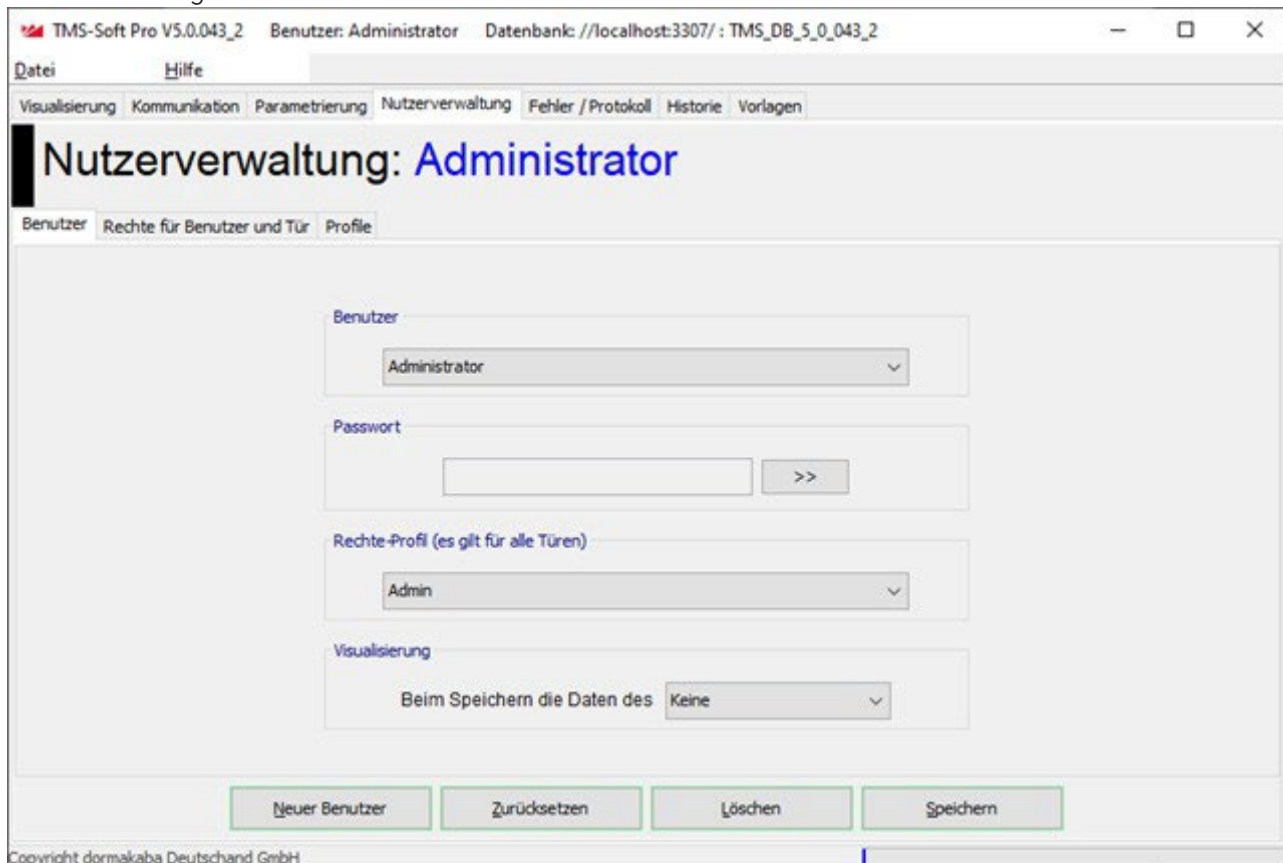 TMS-Soft Pro V5.0.043_2 Benutzer: Administrator Datenbank: //localhost:3307/ : TMS_DB_5_0_043_2
Datei Hilfe
Visualisierung Kommunikation Parametrierung Nutzerverwaltung Fehler / Protokoll Historie Vorlagen
Nutzerverwaltung: Administrator
Benutzer Rechte für Benutzer und Tür Profile
Benutzer
Administrator
Passwort
>>
Rechte-Profil (es gilt für alle Türen)
Admin
Visualisierung
Beim Speichern die Daten des Keine
Neuer Benutzer Zurücksetzen Löschen Speichern
Copyright dormakaba Deutschand GmbH